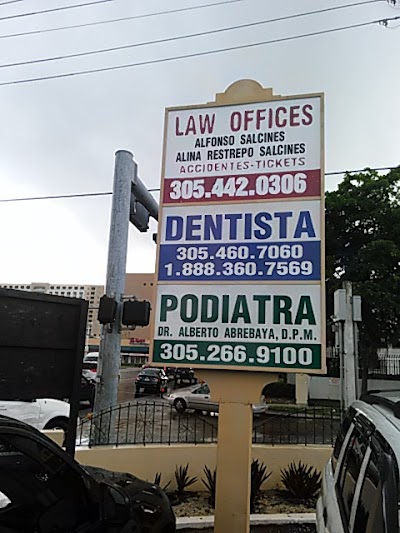 LAW OFFICES
ALFONSO SALCINES
ALINA RESTREPO SALCINES
ACCIDENTES-TICKETS
305.442.0306
DENTISTA
305.460.7060
1.888.360.7569
PODIATRA
DR. ALBERTO ABREBAYA, D.P.M.
305.266.9100